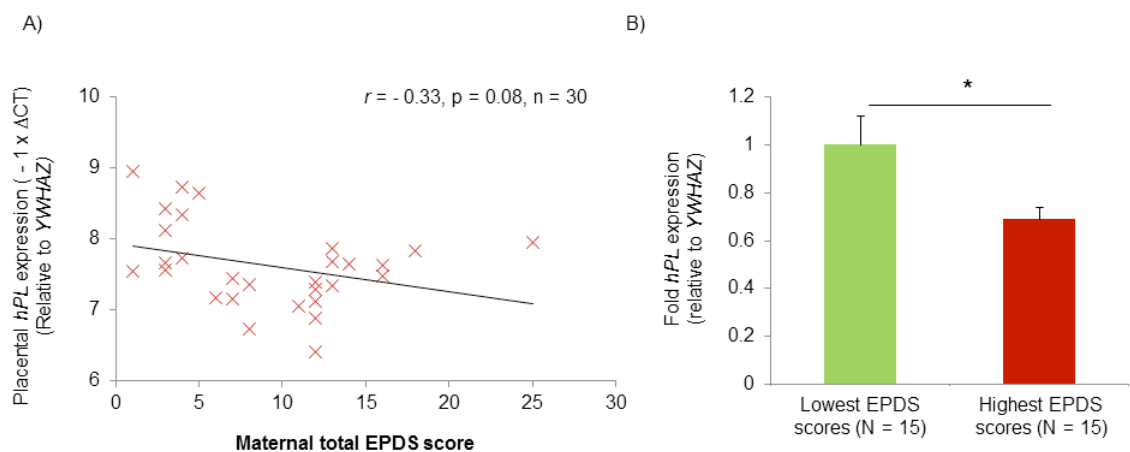 A)
Placental hPL expression ( - 1 x ΔCT)
(Relative to YWHAZ)
10
9
8
7
6
r = - 0.33, p = 0.08, n = 30
0 5 10 15 20 25 30
Maternal total EPDS score
B)
Fold hPL expression
(relative to YWHAZ)
1.2
1
0.8
0.6
0.4
0.2
0
*
Lowest EPDS
scores (N = 15)
Highest EPDS
scores (N = 15)